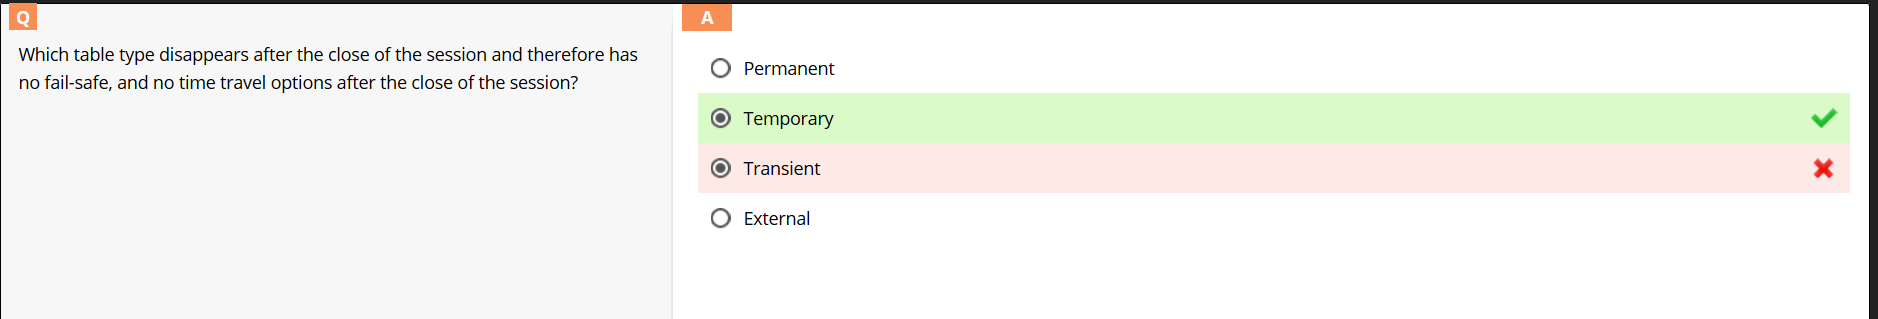 Q
Which table type disappears after the close of the session and therefore has
no fail-safe, and no time travel options after the close of the session?
A
Permanent
Temporary
Transient
External